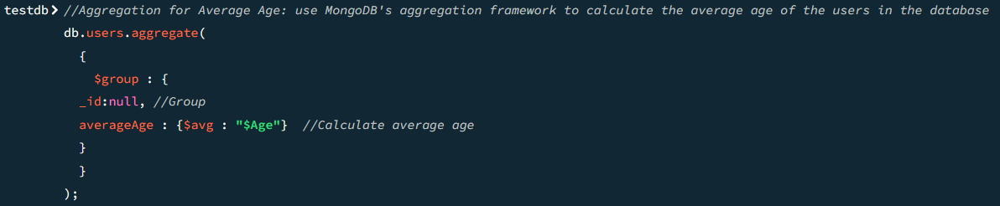 testdb> //Aggregation for Average Age: use MongoDB's aggregation framework to calculate the average age of the users in the database
db.users.aggregate(
{
$group : {
_id:null, //Group
averageAge : {$avg : "$Age"} //Calculate average age
}
}
);